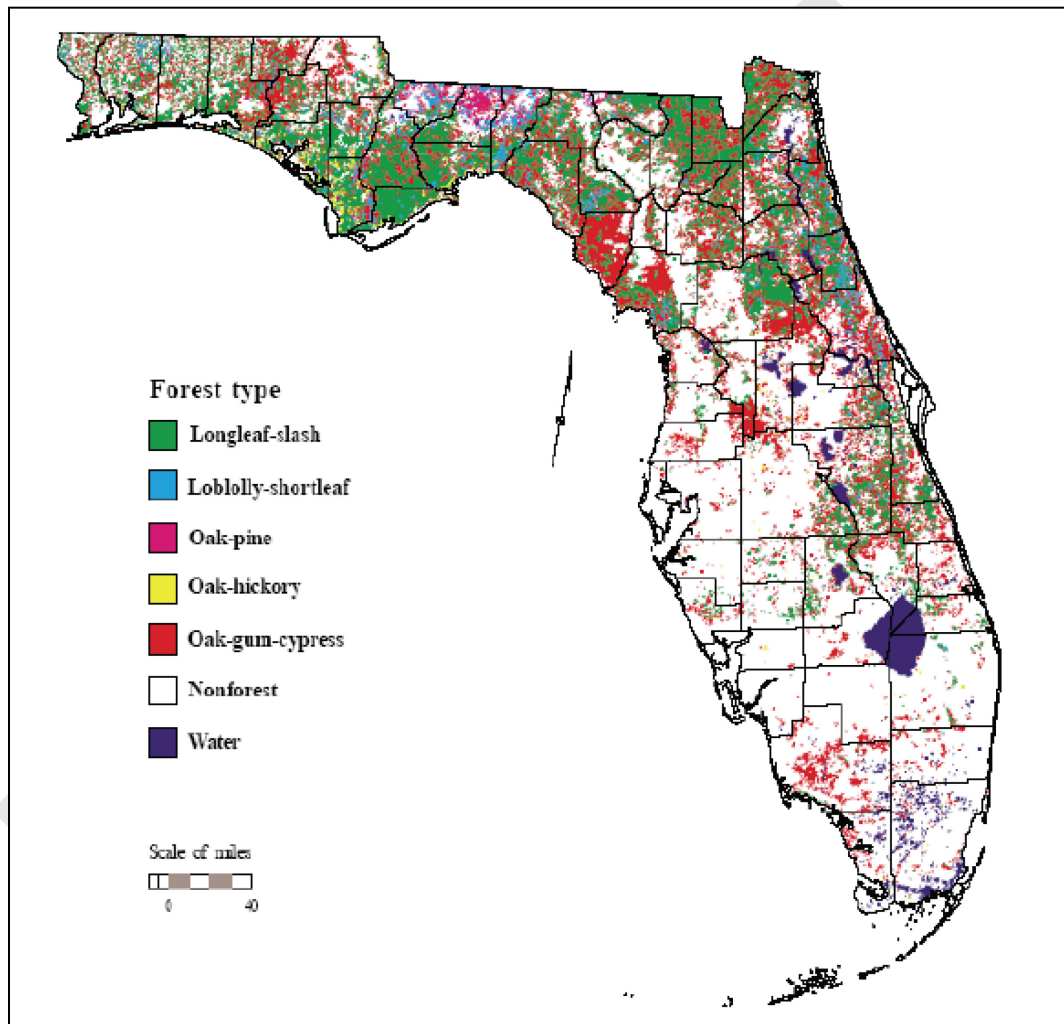 Forest type
Longleaf-slash
Loblolly-shortleaf
Oak-pine
Oak-hickory
Oak-gum-cypress
Nonforest
Water
Scale of miles
0 40